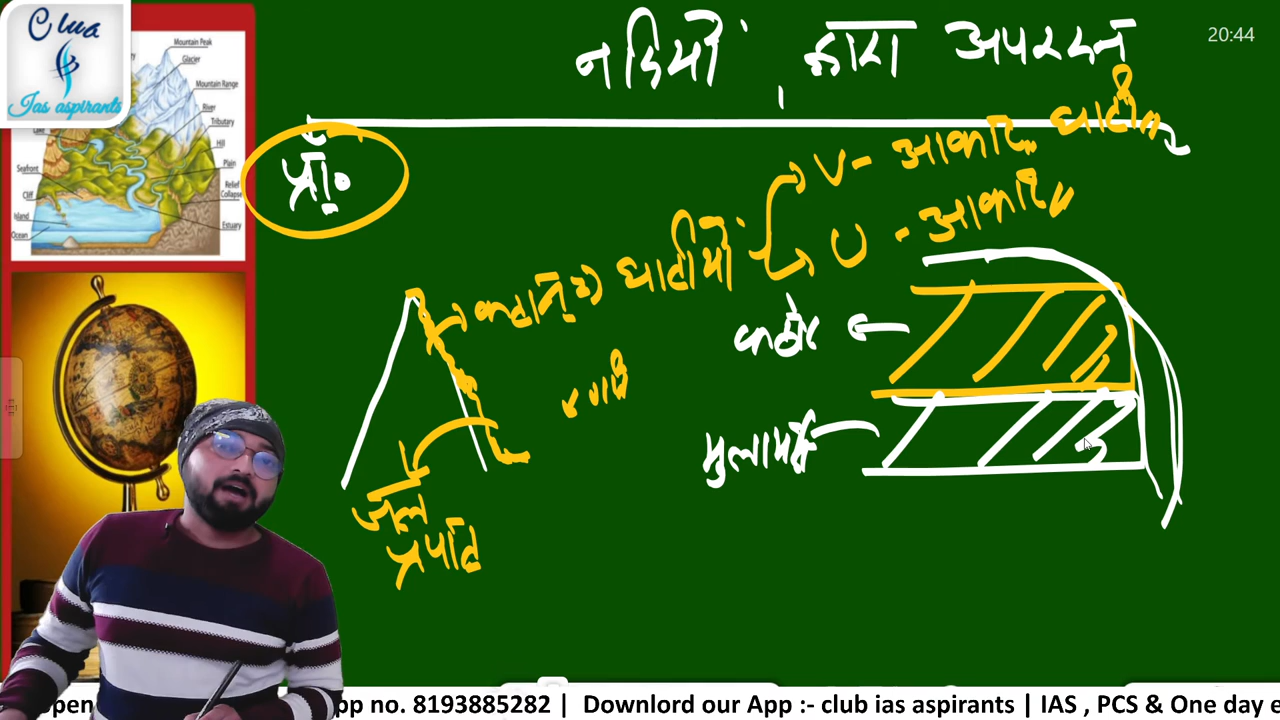 Club
Ias aspirants
20:44
नदियों द्वारा अपरदन
प्रा०
V- आकार घाटी
U - आकार
घाटीयों
कठोर
मुलायम
जल
प्रपात
Mountain Peak
Glacier
Mountain Range
River
Tributary
Hill
Plain
Relief
Collapse
Estuary
Lake
Seafront
Cliff
Island
Ocean
pp no. 8193885282 | Downlord our App :- club ias aspirants | IAS , PCS & One day e